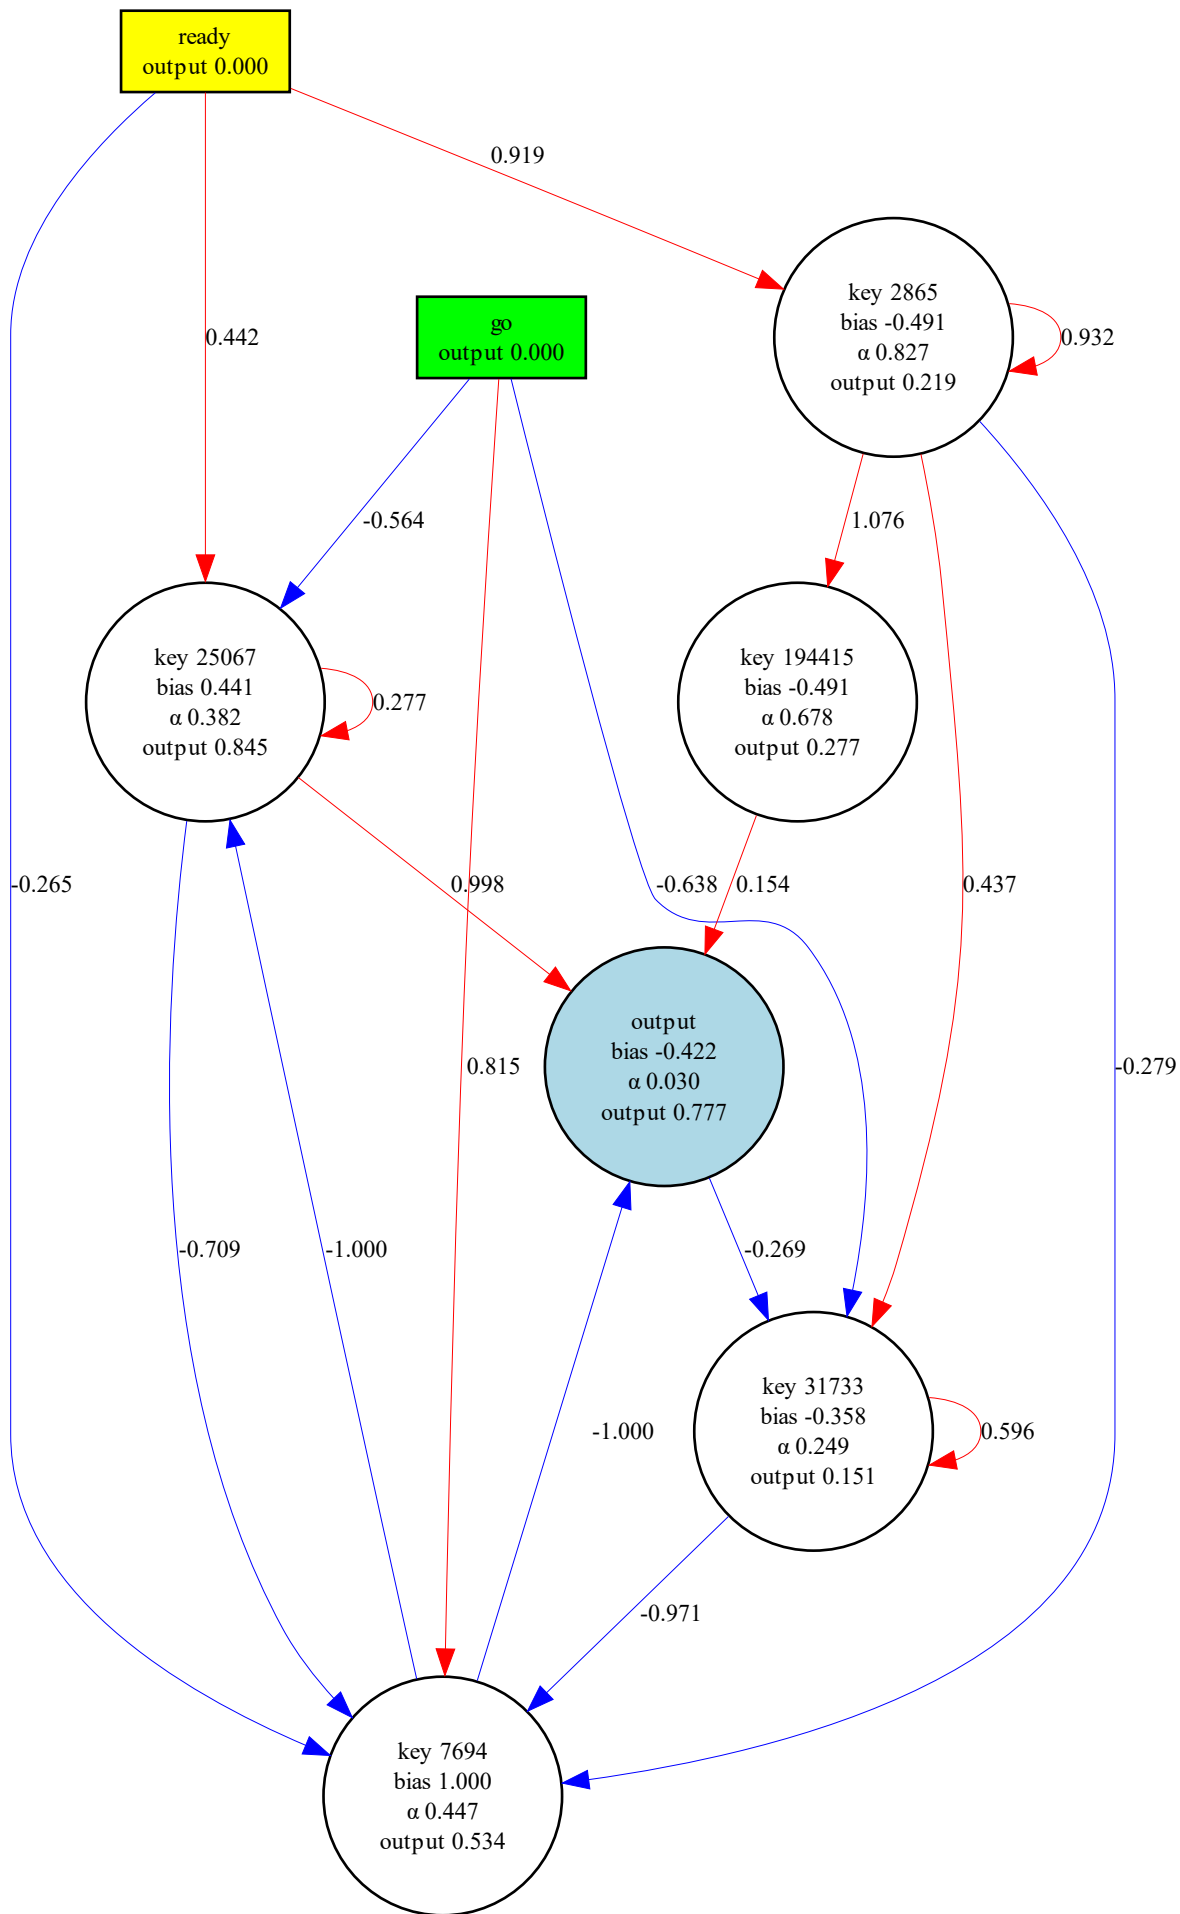 ready
output 0.000
0.919
key 2865
bias -0.491
α 0.827
output 0.219
0.932
go
output 0.000
0.442
-0.564
1.076
key 25067
bias 0.441
α 0.382
output 0.845
0.277
key 194415
bias -0.491
α 0.678
output 0.277
-0.265
0.998
-0.638
0.154
0.437
output
bias -0.422
α 0.030
output 0.777
0.815
-0.279
-0.709
-1.000
-0.269
key 31733
bias -0.358
α 0.249
output 0.151
-1.000
0.596
-0.971
key 7694
bias 1.000
α 0.447
output 0.534